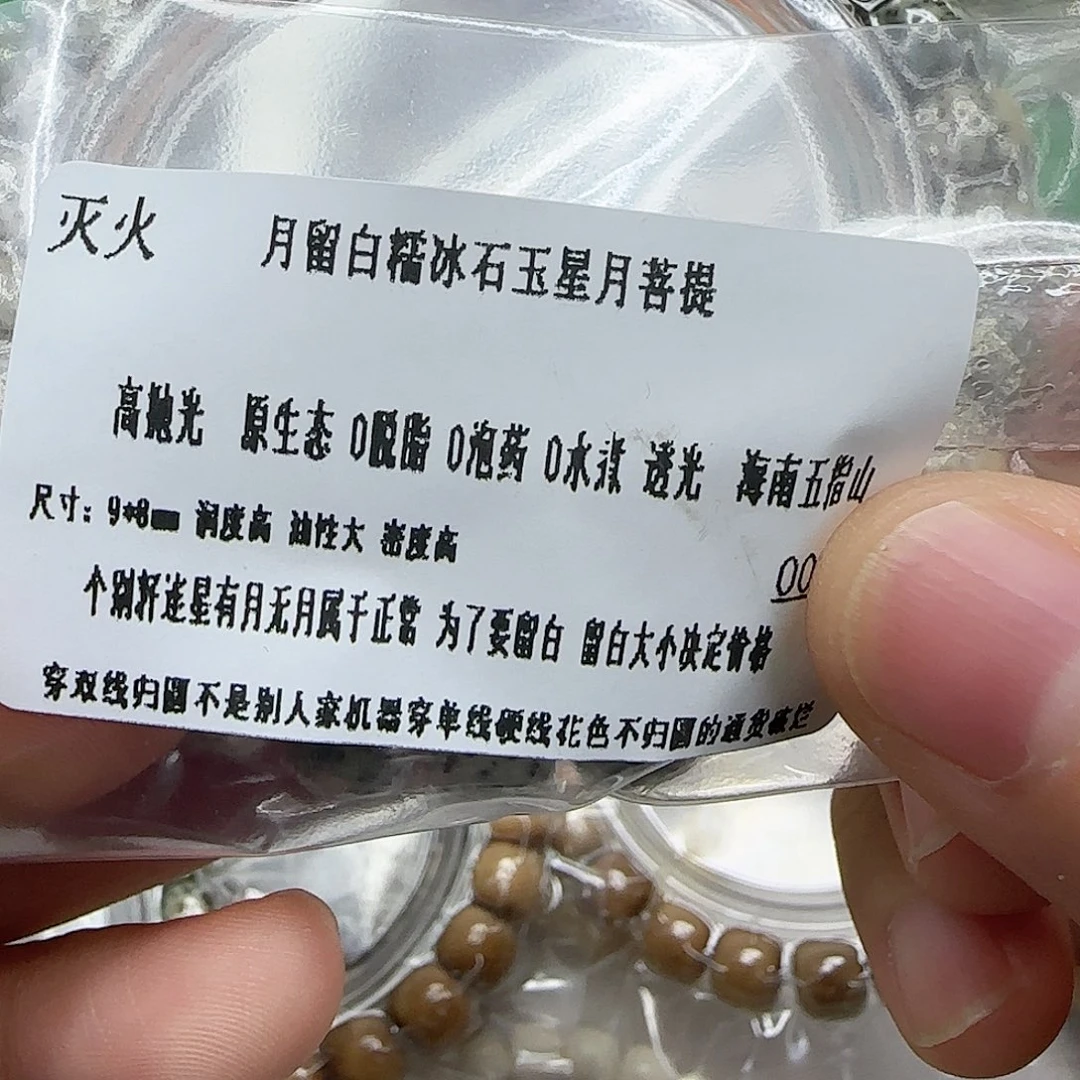 灭火 月留白糯冰石玉星月菩提
高抛光 原生态 0脱脂 0泡药 0水煮 透光 海南五指山
尺寸：9*8mm 润度高 油性大 密度高
00
个别轩连星有月无月属于正常 为了要留白 留白大小决定价格
穿双线归圆不是别人家机器穿单线硬线花色不归圆的通货破烂